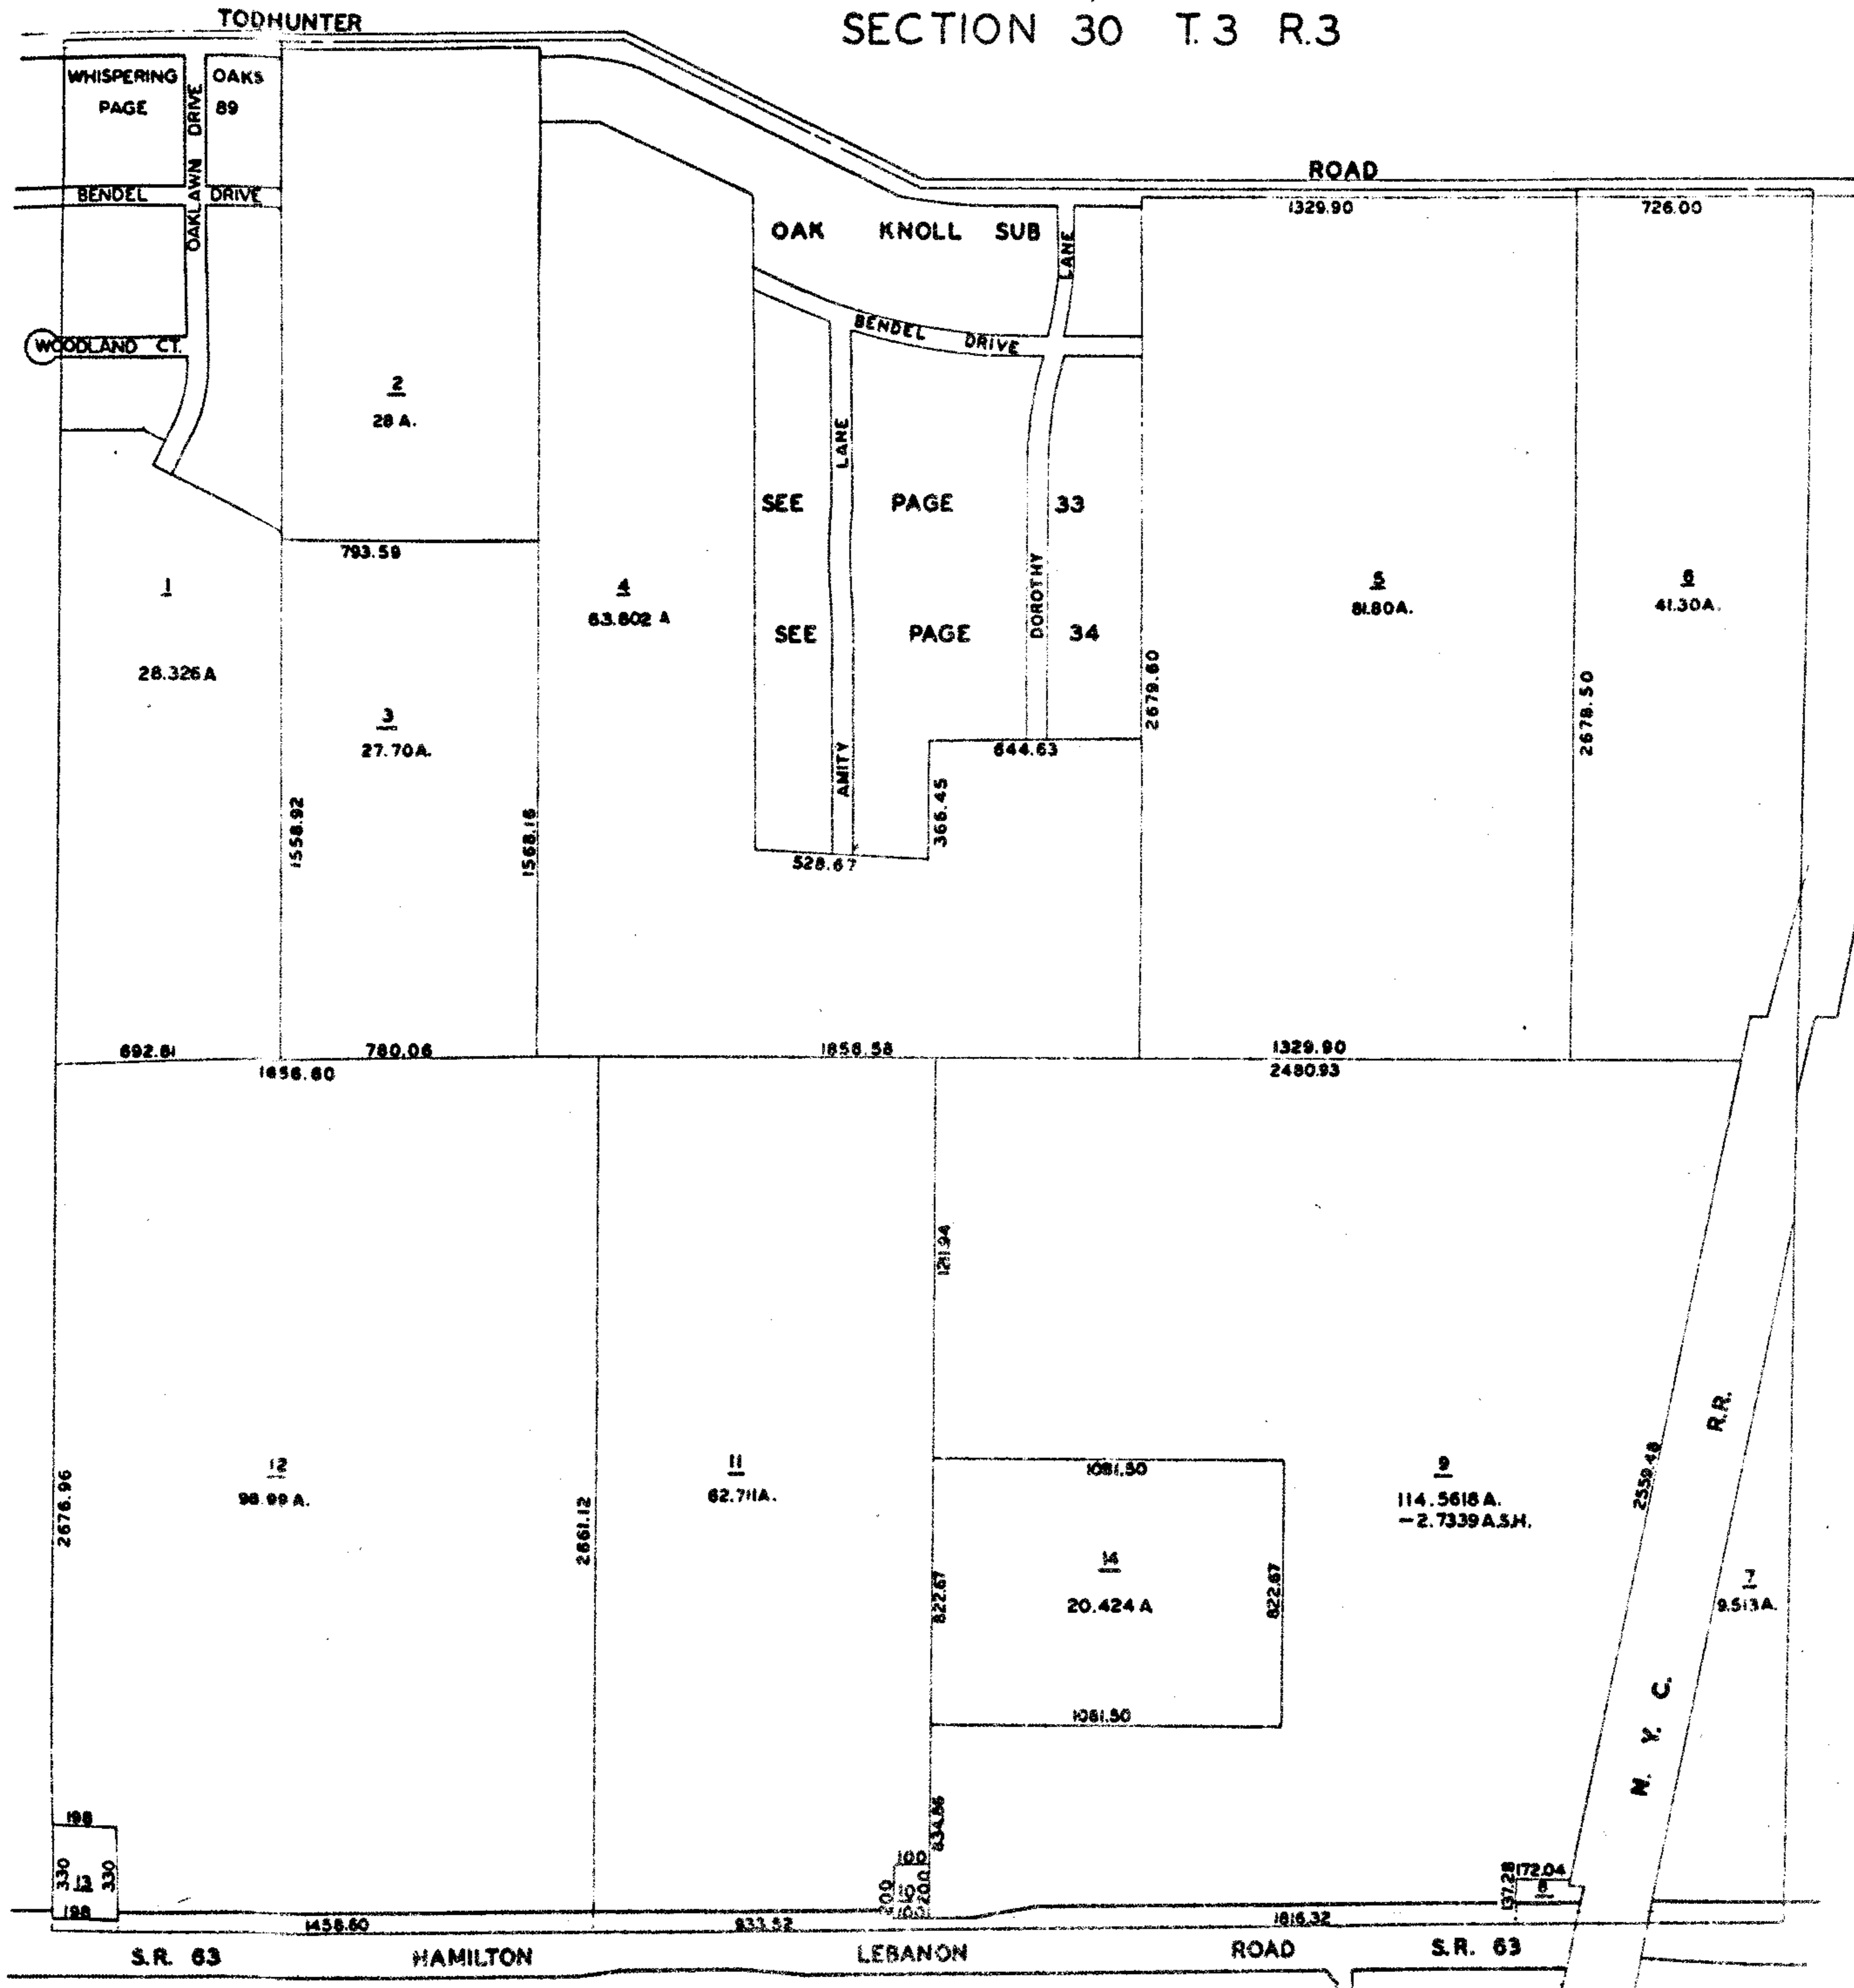 SECTION 30 T.3 R.3
TODHUNTER
ROAD
WHISPERING OAKS
PAGE 89
OAKLAWN DRIVE
BENDEL DRIVE
WOODLAND CT.
1329.90
726.00
OAK KNOLL SUB
LANE
BENDEL DRIVE
2
28 A.
LANE
SEE PAGE 33
793.59
1
28.326 A
4
63.802 A
SEE PAGE 34
DOROTHY
5
81.80 A.
6
41.30 A.
3
27.70 A.
2679.60
2678.50
644.63
AMITY
366.45
528.67
1558.92
1568.16
692.81
780.06
1858.58
1329.90
1656.60
2480.93
1211.94
12
98.99 A.
11
62.711 A.
2676.96
2661.12
1081.50
9
114.5618 A.
-2.7339 A.S.H.
2559.48
R.R.
14
20.424 A
822.67
822.67
7
9.513 A.
1081.50
N. Y. C.
834.86
198
330
13
330
198
100
200
10
200
100
172.04
137.28
8
1458.60
933.52
1816.32
S.R. 63 HAMILTON LEBANON ROAD S.R. 63